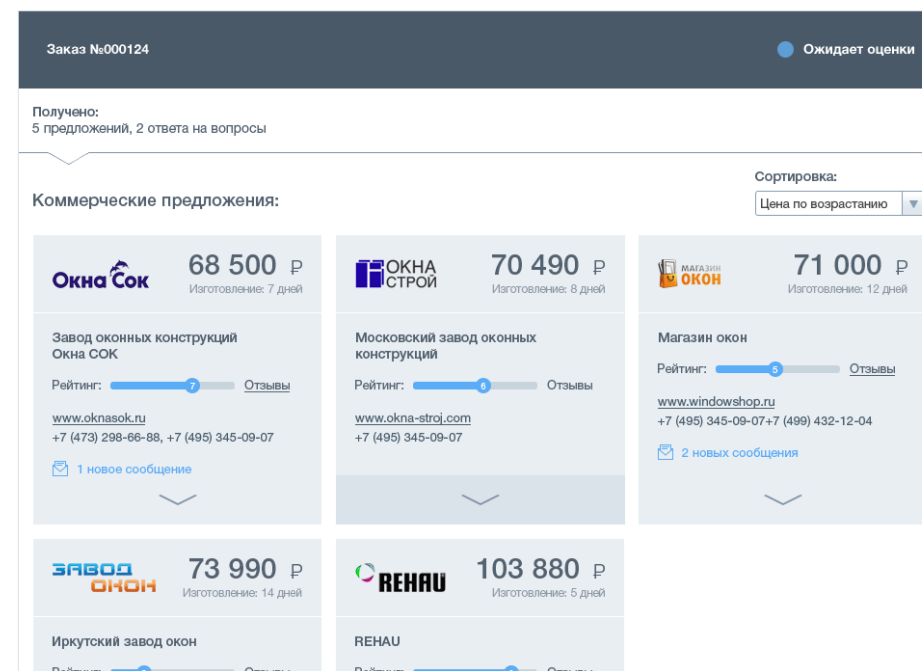 Заказ №000124
Ожидает оценки
Получено:
5 предложений, 2 ответа на вопросы
Сортировка:
Коммерческие предложения:
Цена по возрастанию
Окна Сок
68 500 ₽
Изготовление: 7 дней
Завод оконных конструкций
Окна СОК
Рейтинг: 7 Отзывы
www.oknasok.ru
+7 (473) 298-66-88, +7 (495) 345-09-07
1 новое сообщение
ОКНА
СТРОЙ
70 490 ₽
Изготовление: 8 дней
Московский завод оконных
конструкций
Рейтинг: 6 Отзывы
www.okna-stroj.com
+7 (495) 345-09-07
МАГАЗИН
ОКОН
71 000 ₽
Изготовление: 12 дней
Магазин окон
Рейтинг: 5 Отзывы
www.windowshop.ru
+7 (495) 345-09-07+7 (499) 432-12-04
2 новых сообщения
ЗАВОД
ОКОН
73 990 ₽
Изготовление: 14 дней
Иркутский завод окон
Рейтинг: Отзывы
REHAU
103 880 ₽
Изготовление: 5 дней
REHAU
Рейтинг: Отзывы